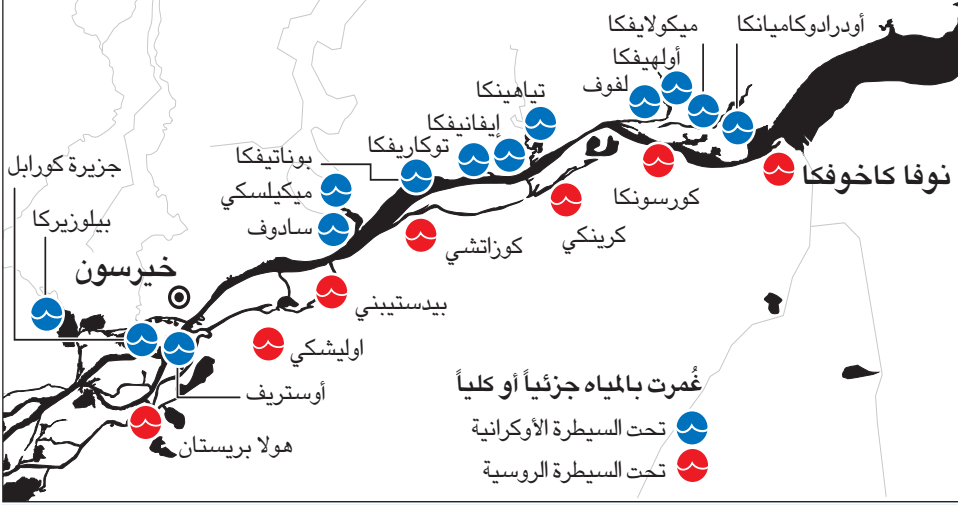 أودرادوكاميانكا
ميكولايفكا
أولهيفكا
لفوف
تياهينكا
إيفانيفكا
توكاريفكا
بوناتيفكا
ميكيلسكي
سادوف
جزيرة كورابل
بيلوزيركا
خيرسون
نوفا كاخوفكا
كورسونكا
كرينكي
كوزاتشي
بيدستيبني
اوليشكي
أوستريف
هولا بريستان
غُمرت بالمياه جزئياً أو كلياً
تحت السيطرة الأوكرانية
تحت السيطرة الروسية